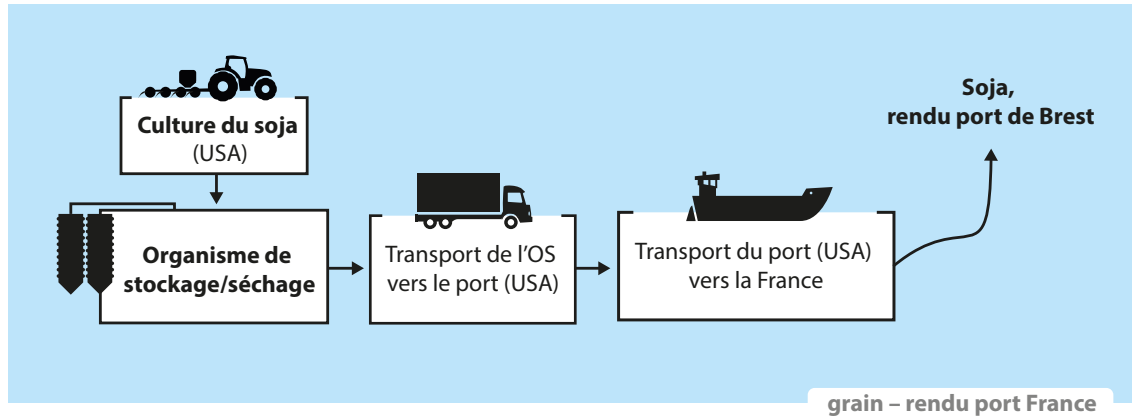 Culture du soja
(USA)
Organisme de
stockage/séchage
Transport de l'OS
vers le port (USA)
Transport du port (USA)
vers la France
Soja,
rendu port de Brest
grain – rendu port France